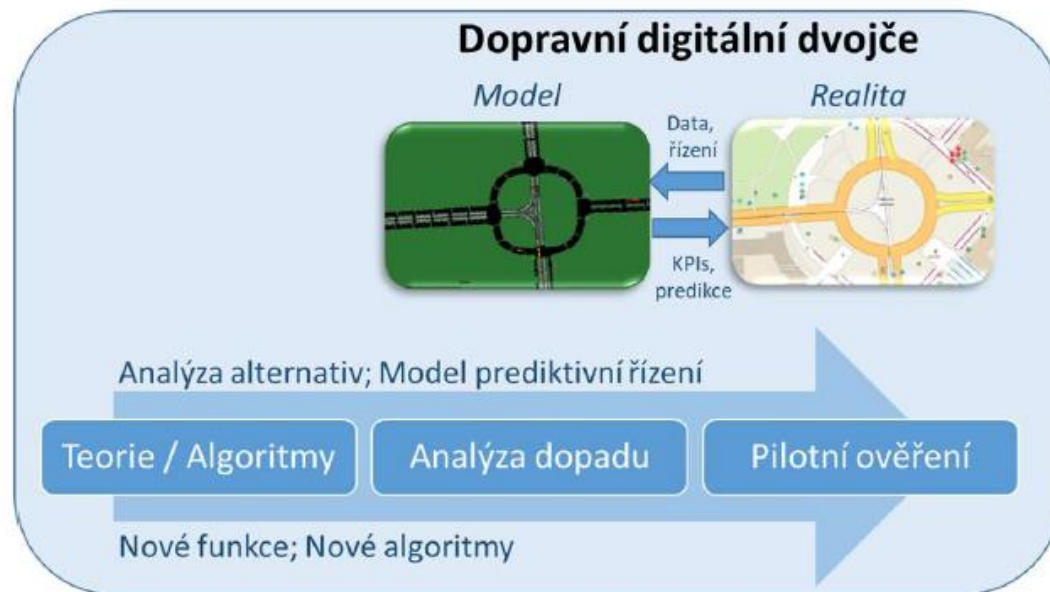 Dopravní digitální dvojče
Model
Realita
Data,
řízení
KPIs,
predikce
Analýza alternativ; Model prediktivní řízení
Teorie / Algoritmy
Analýza dopadu
Pilotní ověření
Nové funkce; Nové algoritmy